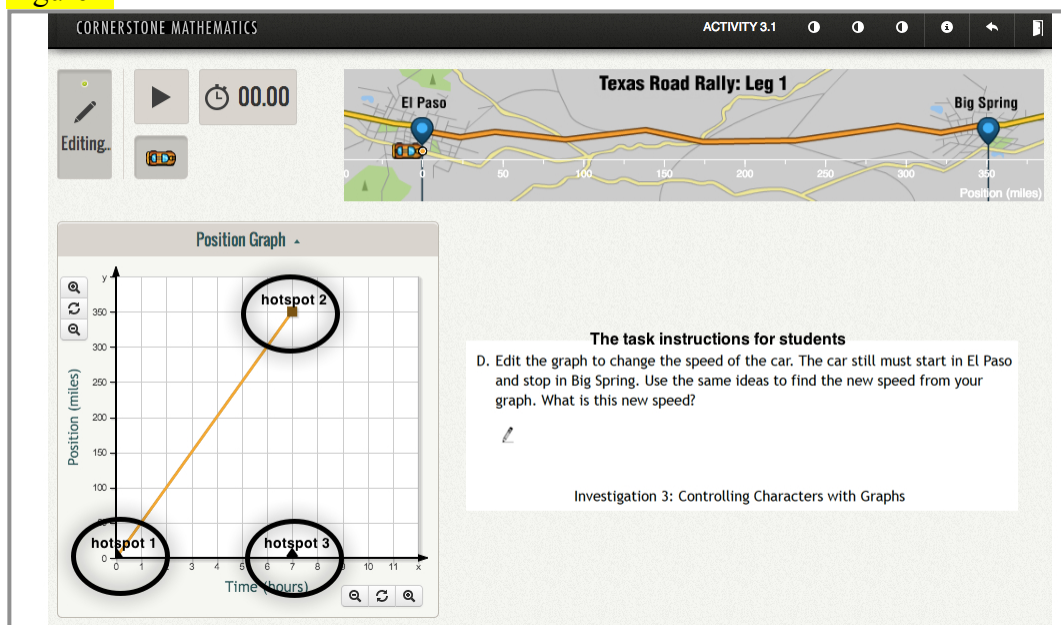 CORNERSTONE MATHEMATICS
ACTIVITY 3.1
Editing..
00.00
Texas Road Rally: Leg 1
El Paso
Big Spring
0 0 50 100 150 200 250 300 350
Position (miles)
Position Graph
y
350
hotspot 2
300
250
200
150
100
50
0
Position (miles)
hotspot 1
hotspot 3
0 1 3 4 5 6 7 8 10 11 x
Time (hours)
The task instructions for students
D. Edit the graph to change the speed of the car. The car still must start in El Paso
and stop in Big Spring. Use the same ideas to find the new speed from your
graph. What is this new speed?
Investigation 3: Controlling Characters with Graphs